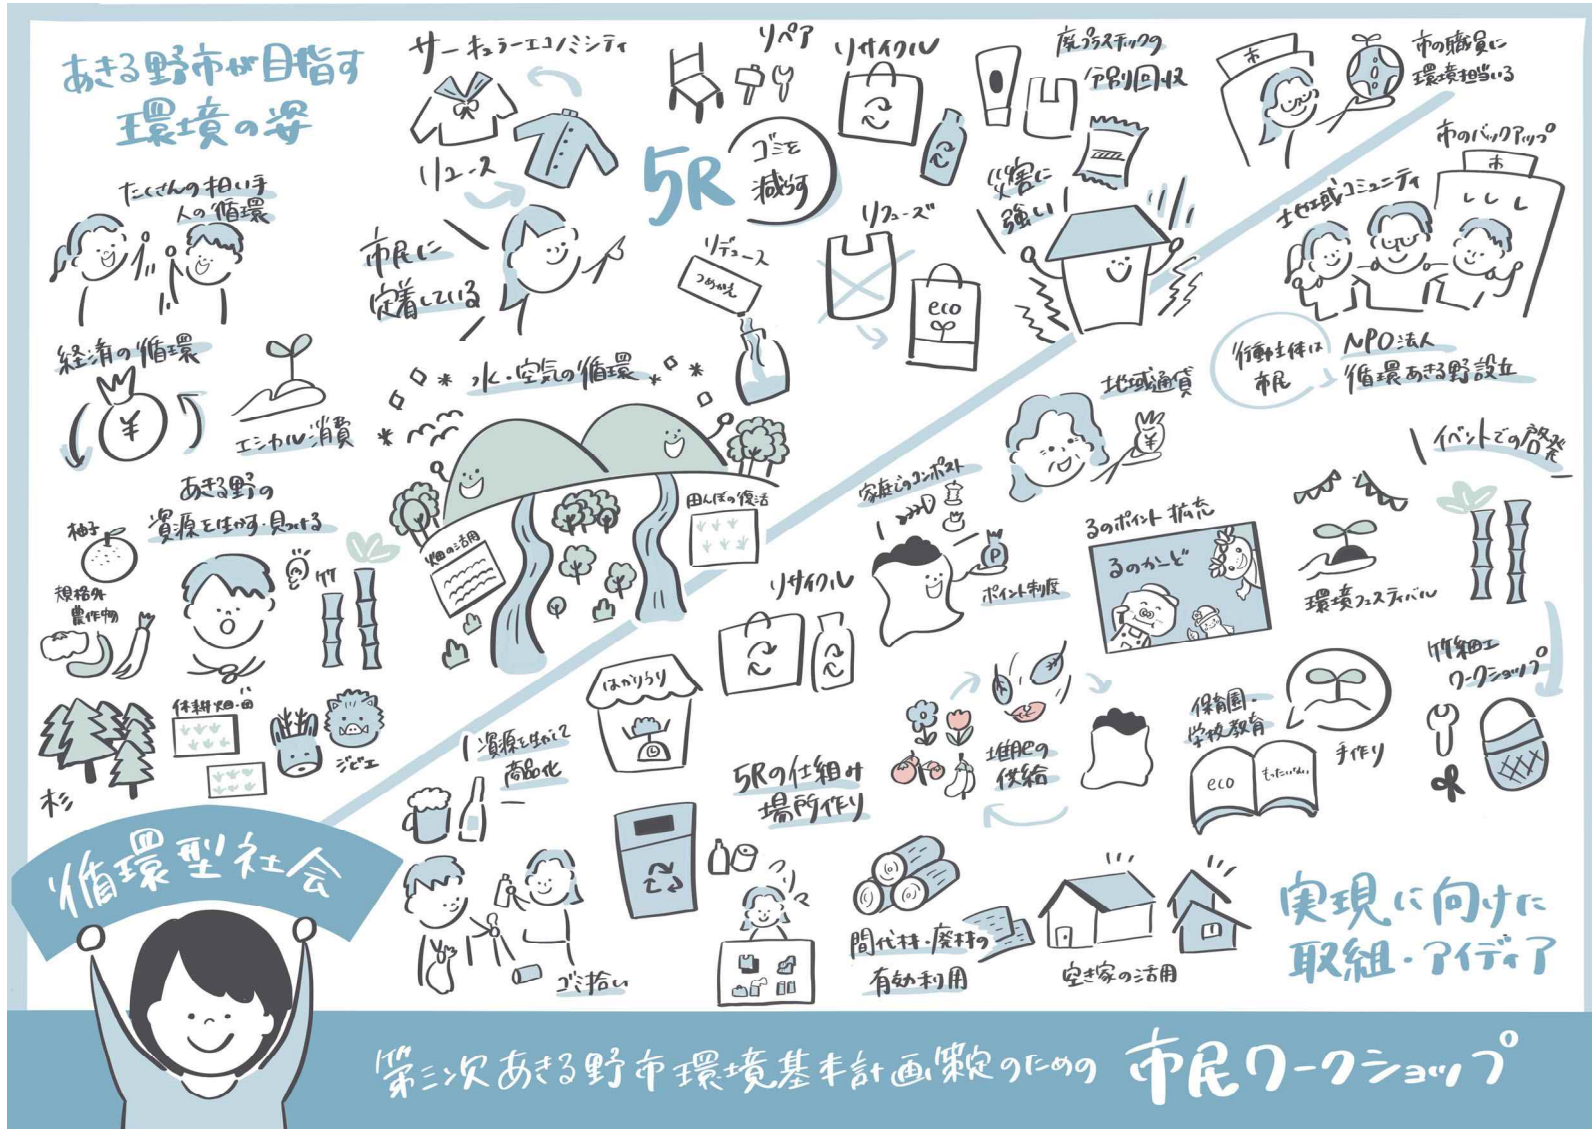 あきる野市が目指す
環境の姿
たくさんの担い手
人の循環
経済の循環
¥
エシカル消費
あきる野の
資源を生かす・見つける
柚子
規格外
農作物
竹
杉
休耕畑・田
ジビエ
サーキュラーエコノミシティ
リユース
市民に
定着している
5R
ゴミを
減らす
リペア
リサイクル
リデュース
つめかえ
リフューズ
eco
廃プラスチックの
分別回収
災害に
強い
水・空気の循環
畑の活用
田んぼの復活
市
市の職員に
環境担当いる
市のバックアップ
市
地域コミュニティ
行動主体は
市民
NPO法人
循環あきる野設立
地域通貨
¥
イベントでの啓発
家庭でのコンポスト
P
ポイント制度
るのポイント拡充
るのかーど
環境フェスティバル
竹細工
ワークショップ
リサイクル
はかりうり
資源を生かして
商品化
5Rの仕組み
場所作り
堆肥の
供給
保育園・
学校教育
eco
もったいない
手作り
ゴミ拾い
間代材・廃材の
有効利用
空き家の活用
実現に向けた
取組・アイディア
循環型社会
第三次あきる野市環境基本計画策定のための 市民ワークショップ